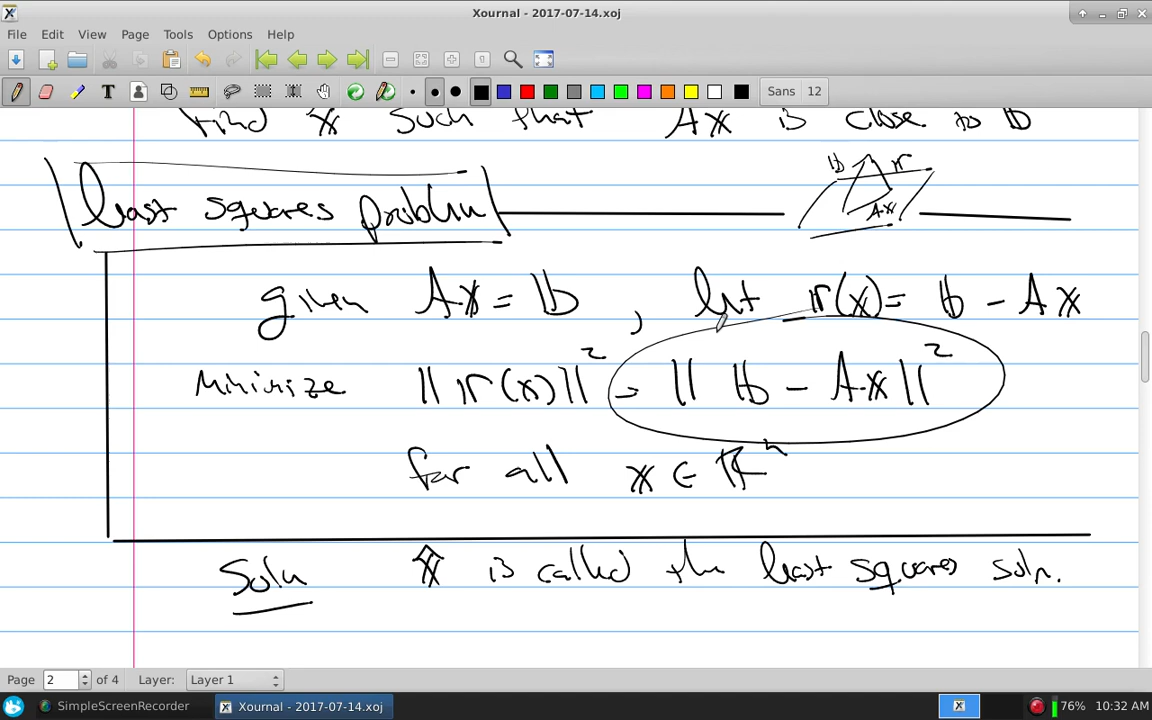 Xournal - 2017-07-14.xoj
File Edit View Page Tools Options Help
Sans 12
Find 𝕩 such that A𝕩 is close to 𝕓
least squares problem
𝕓 𝕣
A𝕩
given A𝕩 = 𝕓, let 𝕣(𝕩) = 𝕓 - A𝕩
Minimize ||𝕣(𝕩)||² = ||𝕓 - A𝕩||²
for all 𝕩 ∈ ℝⁿ
Soln 𝕩̂ is called the least squares soln.
Page 2 of 4 Layer: Layer 1
SimpleScreenRecorder Xournal - 2017-07-14.xoj 76% 10:32 AM